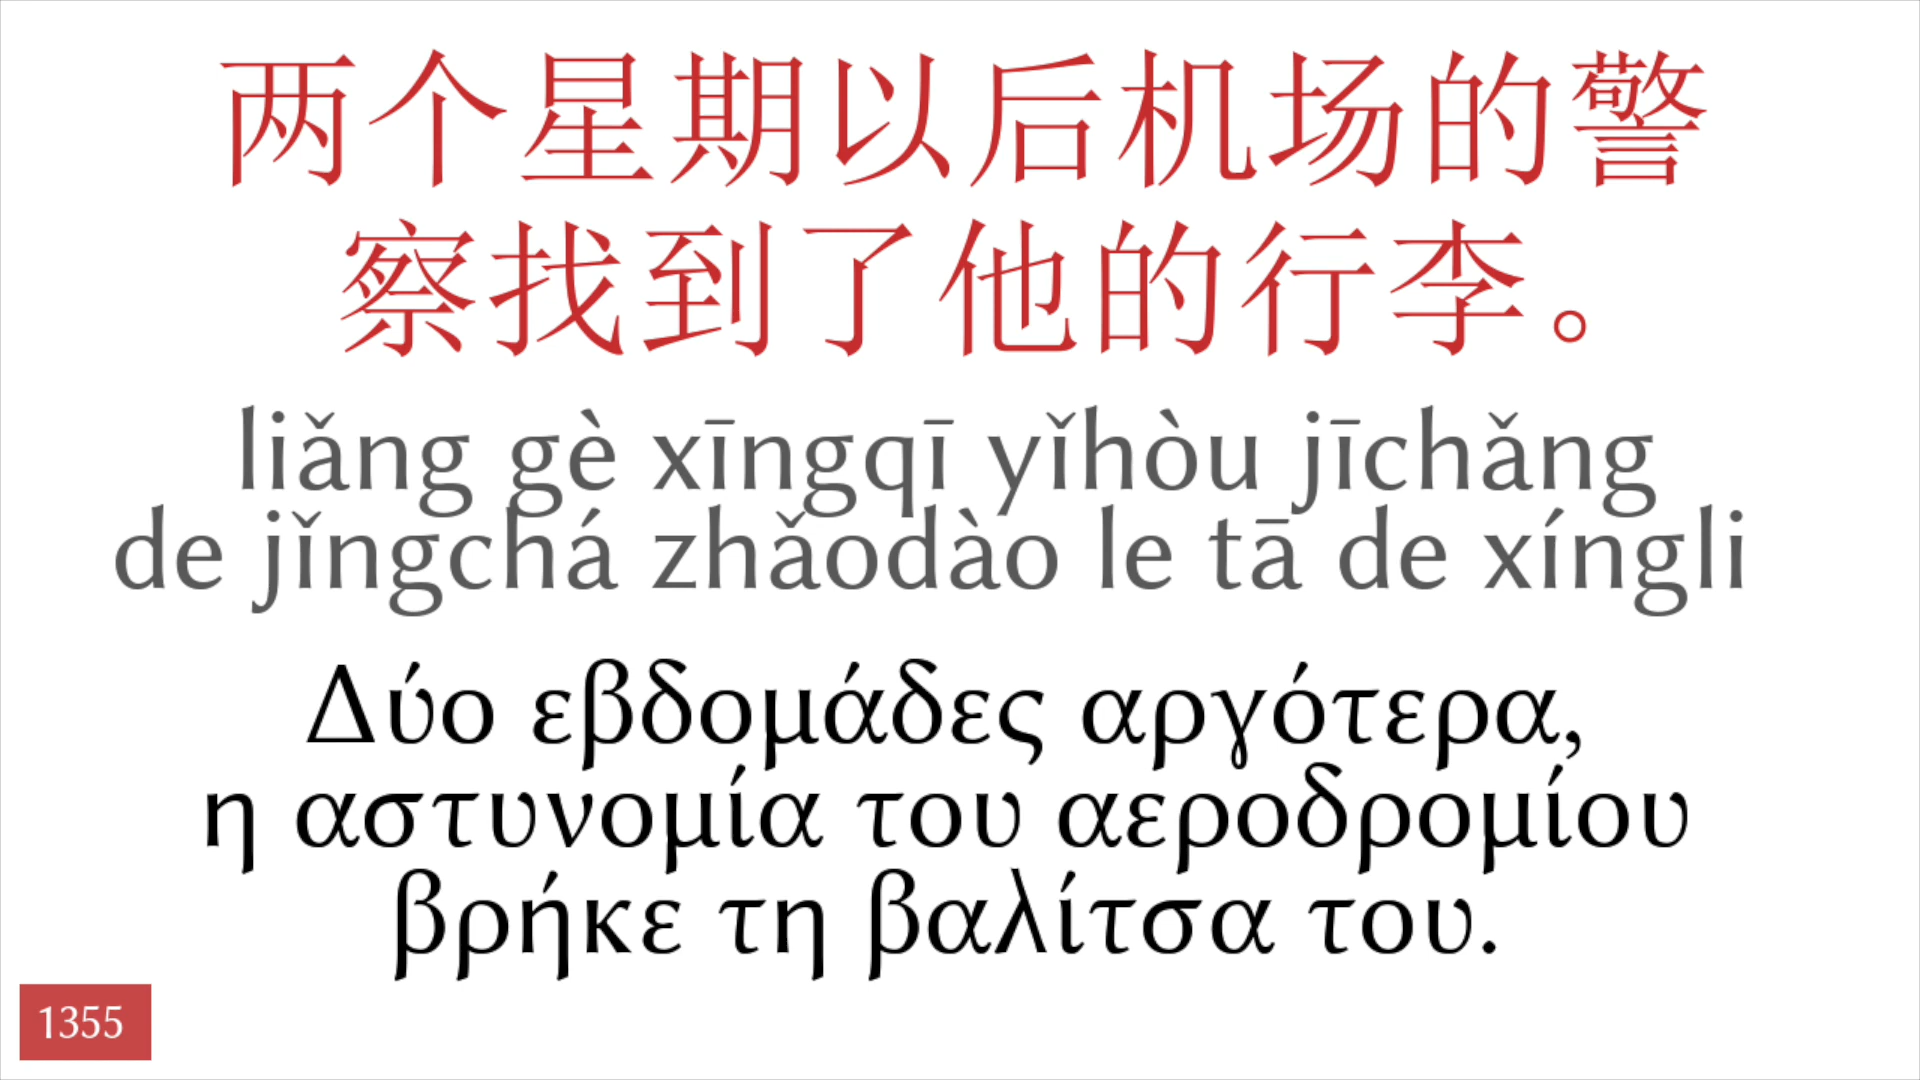 两个星期以后机场的警
察找到了他的行李。
liǎng gè xīngqī yǐhòu jīchǎng
de jǐngchá zhǎodào le tā de xíngli
Δύο εβδομάδες αργότερα,
η αστυνομία του αεροδρομίου
βρήκε τη βαλίτσα του.
1355